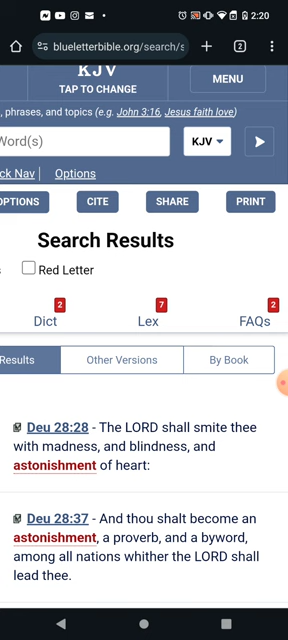 2:20
blueletterbible.org/search/s
2
KJV
TAP TO CHANGE
MENU
, phrases, and topics (e.g. John 3:16, Jesus faith love)
Word(s)
KJV
ck Nav | Options
OPTIONS
CITE
SHARE
PRINT
Search Results
s
Red Letter
2
7
2
Dict
Lex
FAQs
Results
Other Versions
By Book
Deu 28:28 - The LORD shall smite thee
with madness, and blindness, and
astonishment of heart:
Deu 28:37 - And thou shalt become an
astonishment, a proverb, and a byword,
among all nations whither the LORD shall
lead thee.